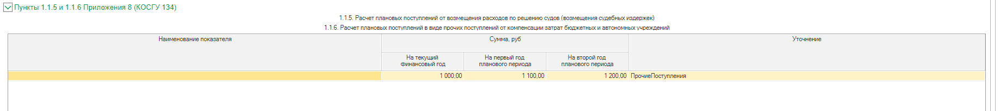 Пункты 1.1.5 и 1.1.6 Приложения 8 (КОСГУ 134)
1.1.5. Расчет плановых поступлений от возмещения расходов по решению судов (возмещения судебных издержек)
1.1.6. Расчет плановых поступлений в виде прочих поступлений от компенсации затрат бюджетных и автономных учреждений
Наименование показателя Сумма, руб Уточнение
На текущий финансовый год На первый год планового периода На второй год планового периода
1 000,00 1 100,00 1 200,00 ПрочиеПоступления